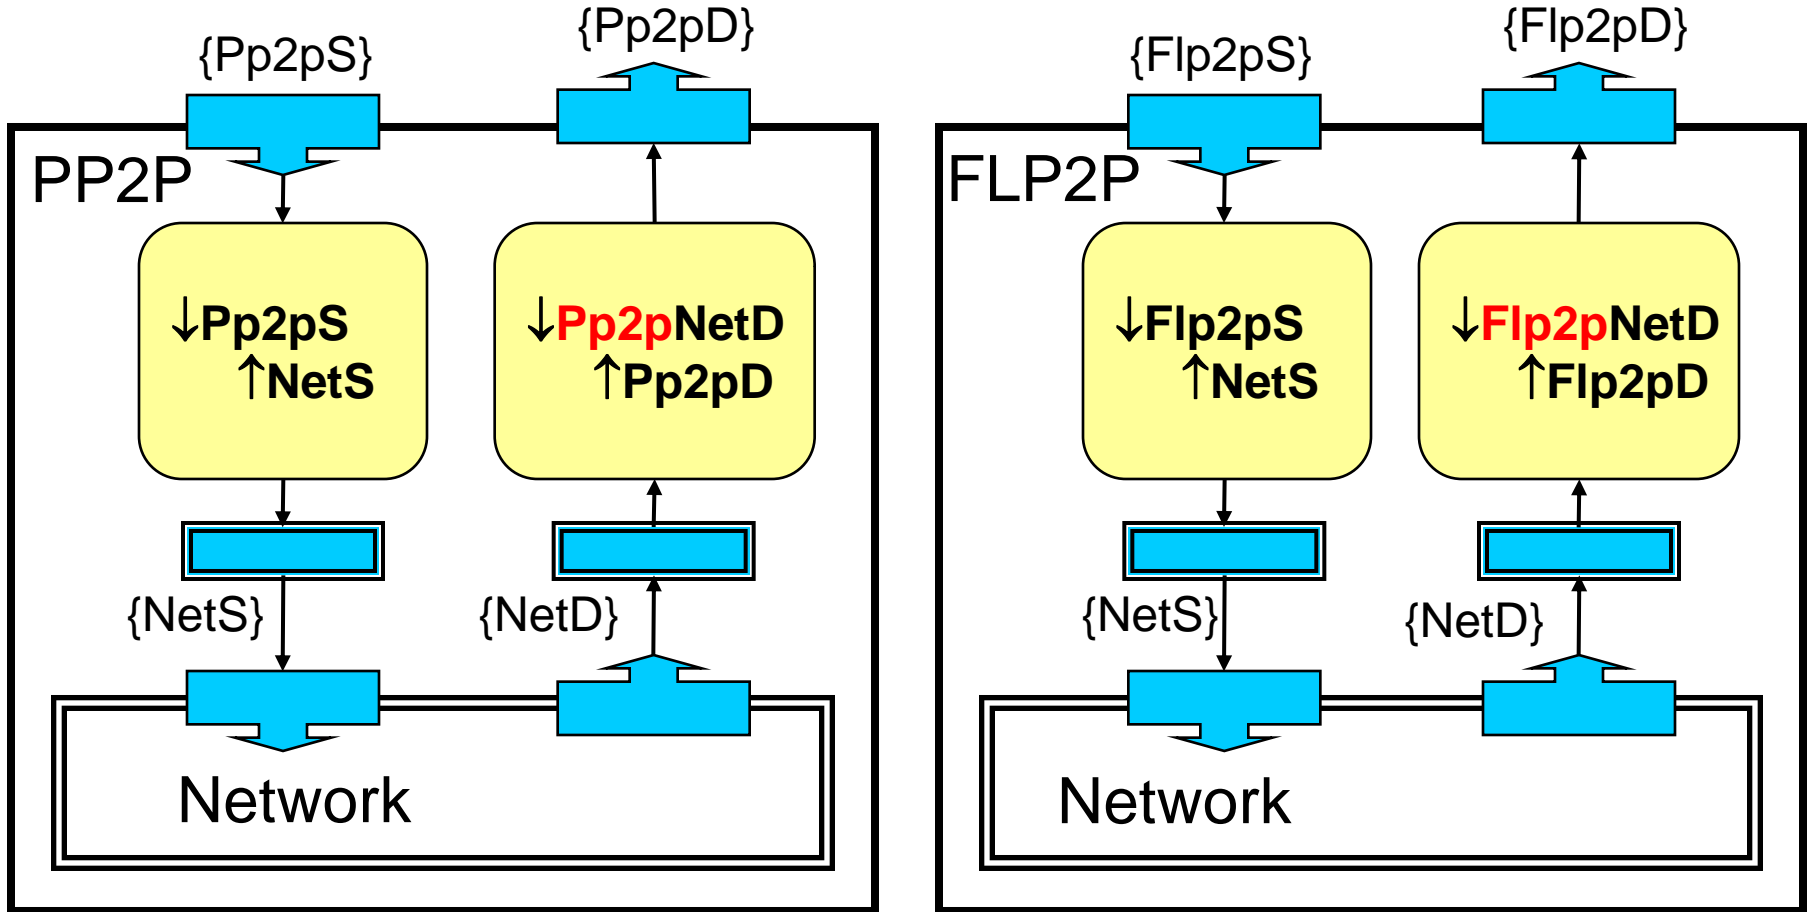 {Pp2pS}
{Pp2pD}
PP2P
↓Pp2pS
↑NetS
↓Pp2pNetD
↑Pp2pD
{NetS}
{NetD}
Network
{Flp2pS}
{Flp2pD}
FLP2P
↓Flp2pS
↑NetS
↓Flp2pNetD
↑Flp2pD
{NetS}
{NetD}
Network